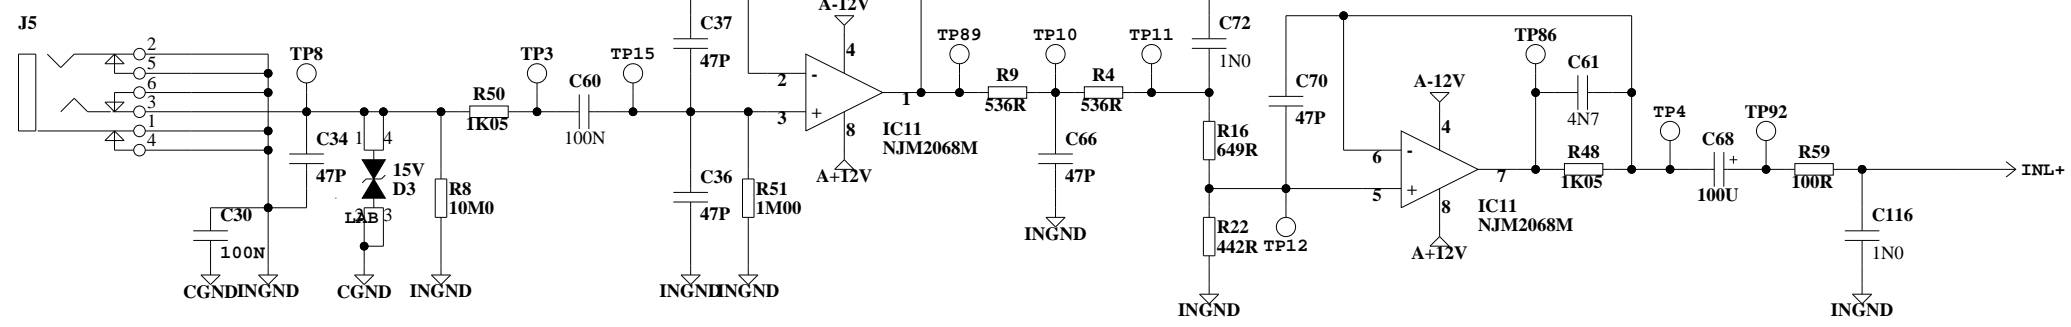 J5
2
5
6
3
1
4
TP8
C34
47P
C30
100N
CGND
INGND
1
4
15V
D3
LAB
3
CGND
R8
10M0
INGND
R50
1K05
TP3
C60
100N
TP15
C37
47P
C36
47P
INGND
R51
1M00
INGND
A-12V
4
2
-
3
+
1
8
A+12V
IC11
NJM2068M
TP89
R9
536R
TP10
C66
47P
INGND
R4
536R
TP11
C72
1N0
R16
649R
R22
442R
INGND
TP12
C70
47P
A-12V
4
6
-
5
+
7
8
A+12V
IC11
NJM2068M
TP86
C61
4N7
R48
1K05
TP4
C68
+
100U
TP92
R59
100R
C116
1N0
INGND
INL+